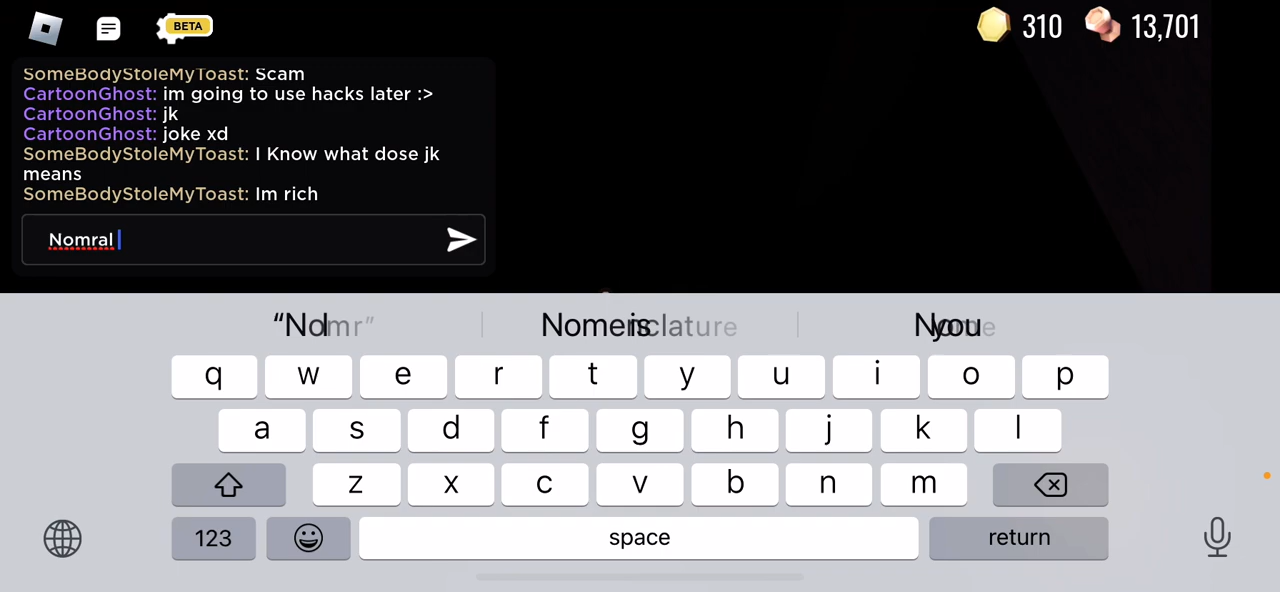 BETA
310
13,701
SomeBodyStoleMyToast: Scam
CartoonGhost: im going to use hacks later :>
CartoonGhost: jk
CartoonGhost: joke xd
SomeBodyStoleMyToast: I Know what dose jk
means
SomeBodyStoleMyToast: Im rich
Nomral
q w e r t y u i o p
a s d f g h j k l
z x c v b n m
123 space return